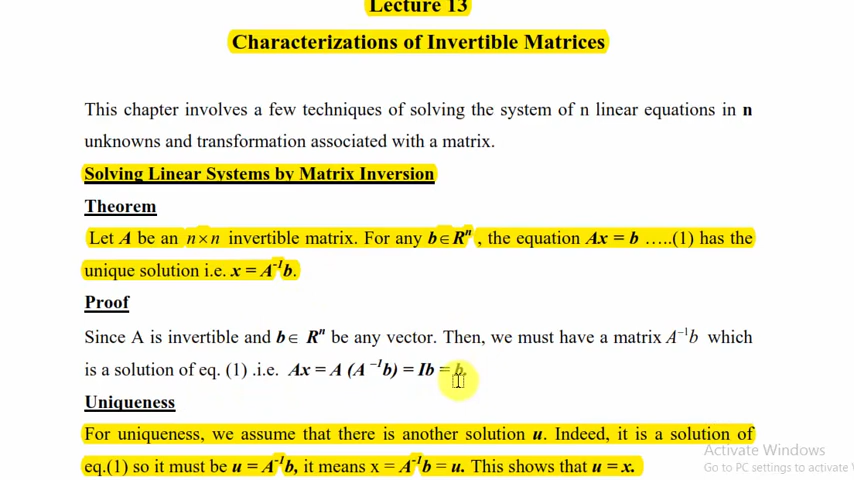 Lecture 13
Characterizations of Invertible Matrices
This chapter involves a few techniques of solving the system of n linear equations in n
unknowns and transformation associated with a matrix.
Solving Linear Systems by Matrix Inversion
Theorem
Let A be an n×n invertible matrix. For any b∈Rⁿ , the equation Ax = b …..(1) has the
unique solution i.e. x = A⁻¹b.
Proof
Since A is invertible and b∈ Rⁿ be any vector. Then, we must have a matrix A⁻¹b which
is a solution of eq. (1) .i.e. Ax = A (A ⁻¹b) = Ib = b.
Uniqueness
For uniqueness, we assume that there is another solution u. Indeed, it is a solution of
eq.(1) so it must be u = A⁻¹b, it means x = A⁻¹b = u. This shows that u = x.
Activate Windows
Go to PC settings to activate